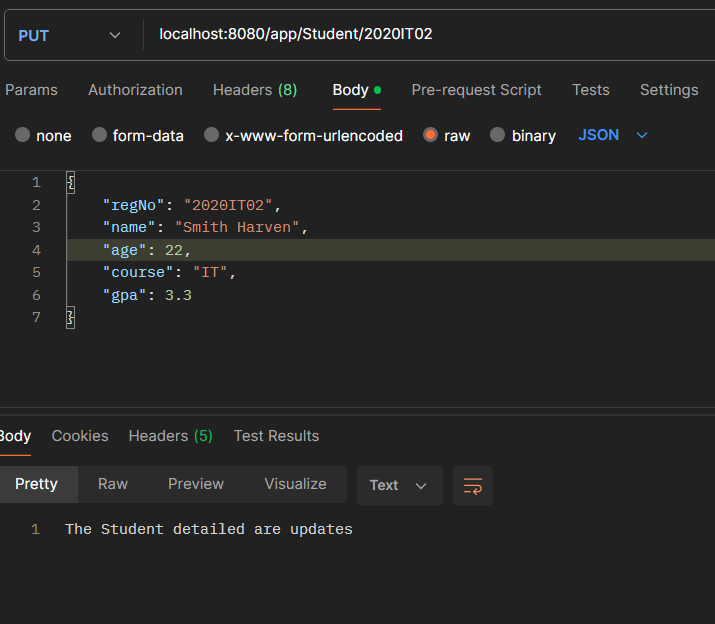 PUT localhost:8080/app/Student/2020IT02
Params Authorization Headers (8) Body Pre-request Script Tests Settings
none form-data x-www-form-urlencoded raw binary JSON
1 {
2 "regNo": "2020IT02",
3 "name": "Smith Harven",
4 "age": 22,
5 "course": "IT",
6 "gpa": 3.3
7 }
Body Cookies Headers (5) Test Results
Pretty Raw Preview Visualize Text
1 The Student detailed are updates